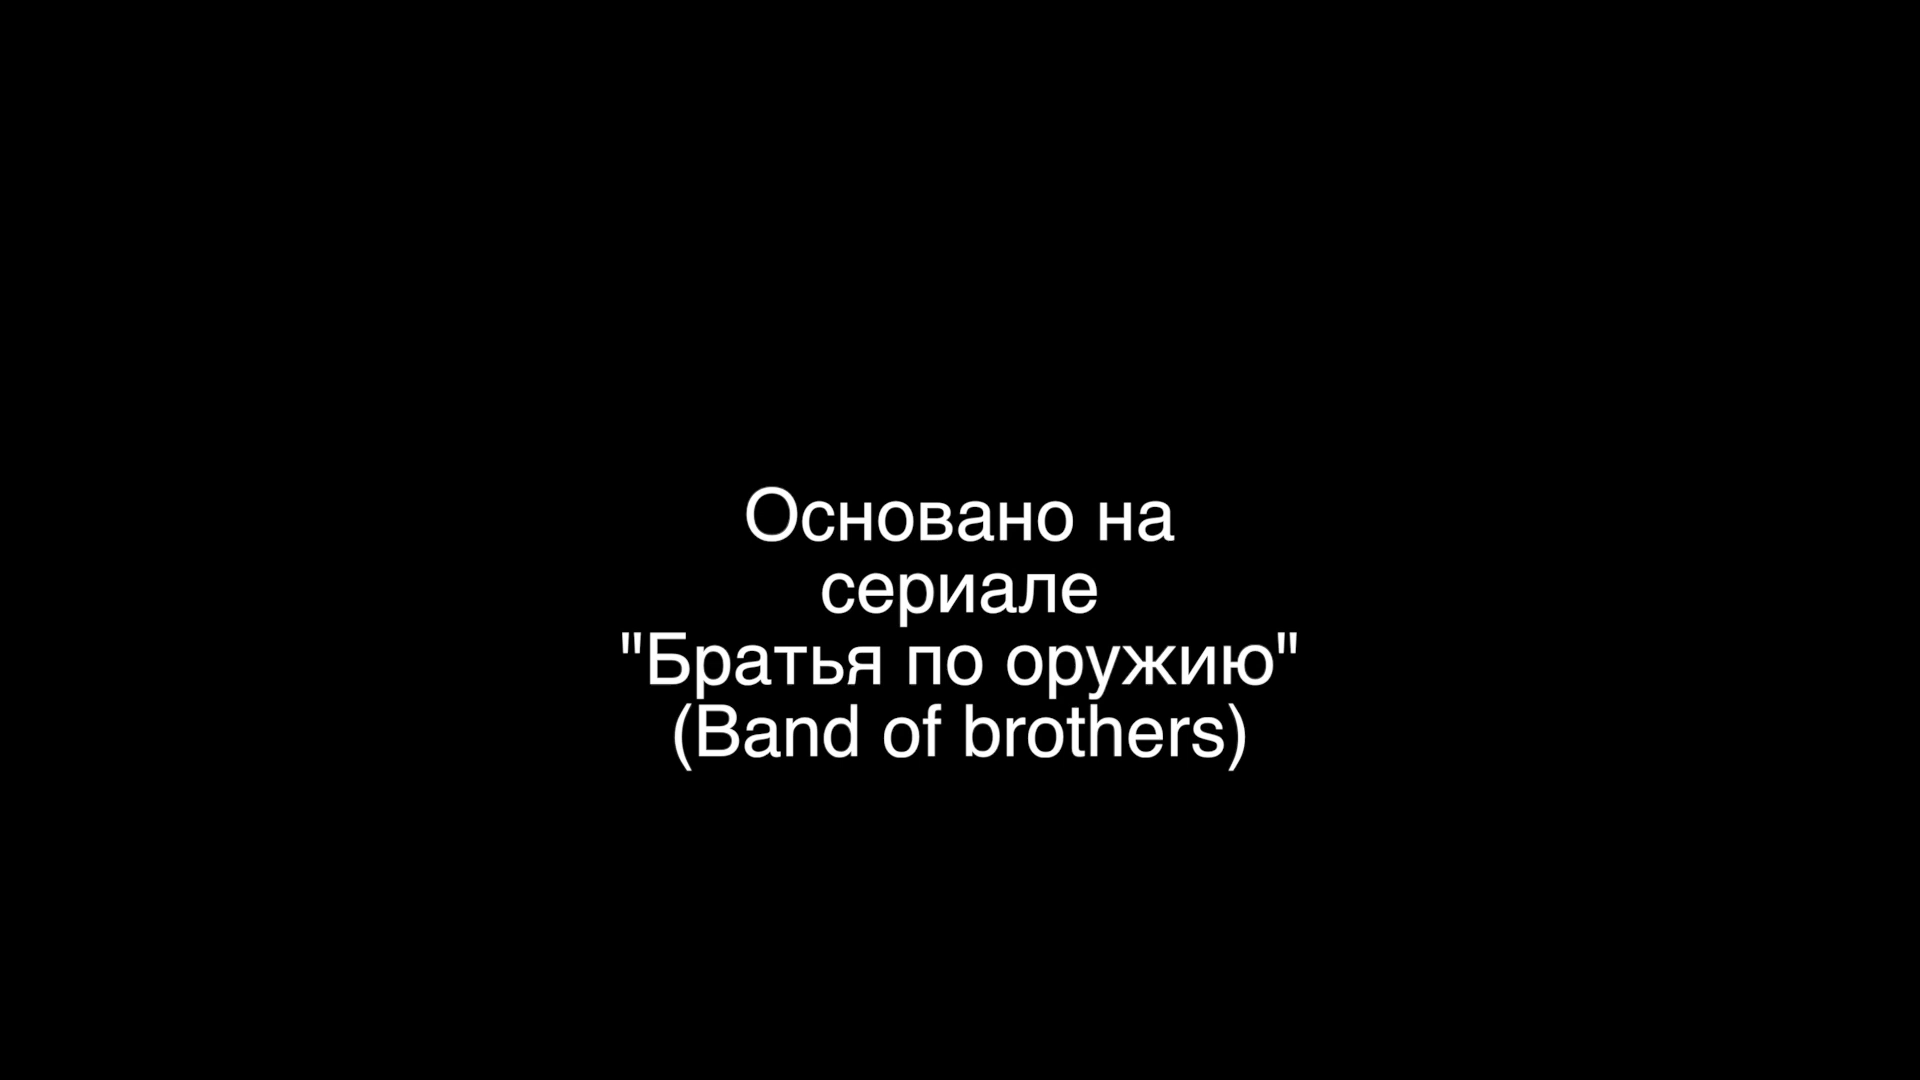 Основано на
сериале
"Братья по оружию"
(Band of brothers)